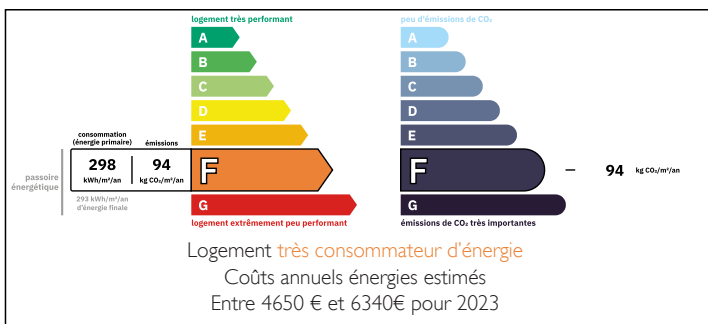 logement très performant
A
B
C
D
E
consommation
(énergie primaire)
émissions
298
kWh/m²/an
94
kg CO₂/m²/an
F
passoire
énergétique
293 kWh/m²/an
d'énergie finale
G
logement extrêmement peu performant
peu d'émissions de CO₂
A
B
C
D
E
F
94 kg CO₂/m²/an
G
émissions de CO₂ très importantes
Logement très consommateur d'énergie
Coûts annuels énergies estimés
Entre 4650 € et 6340€ pour 2023